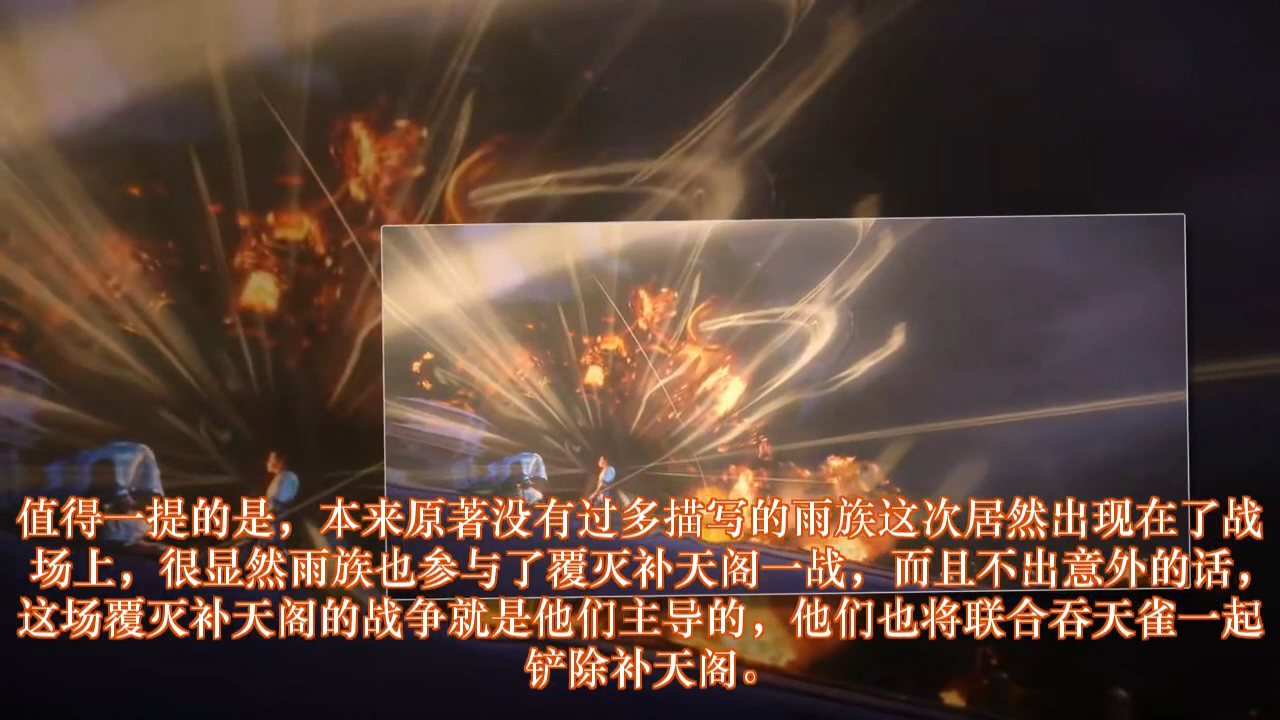 值得一提的是，本来原著没有过多描写的雨族这次居然出现在了战
场上，很显然雨族也参与了覆灭补天阁一战，而且不出意外的话，
这场覆灭补天阁的战争就是他们主导的，他们也将联合吞天雀一起
铲除补天阁。